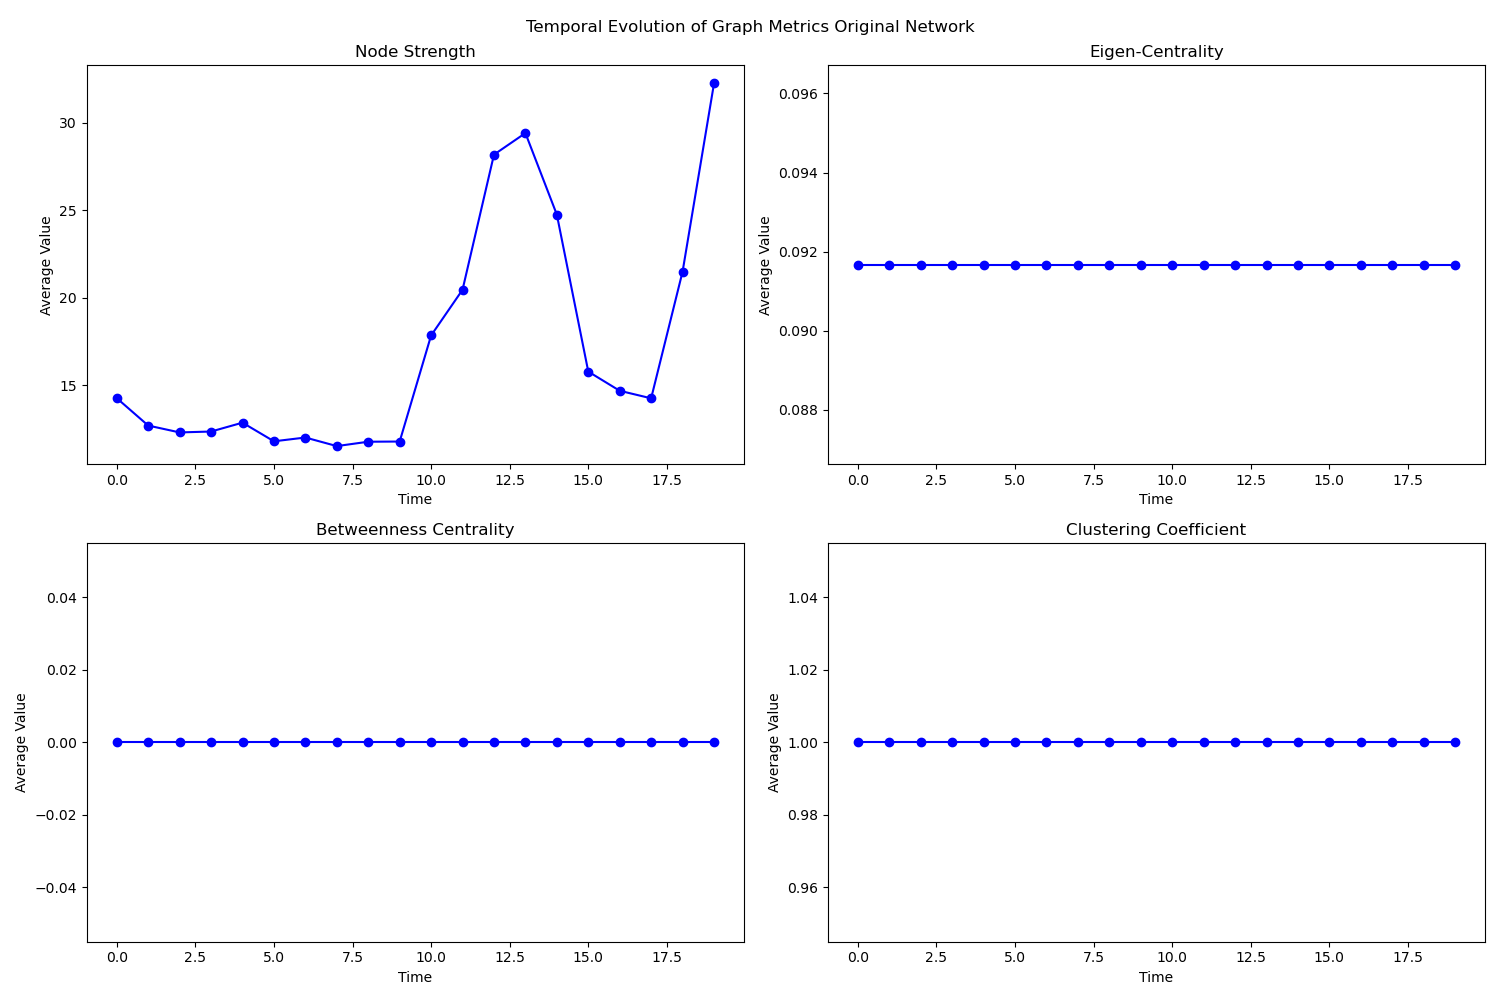 Temporal Evolution of Graph Metrics Original Network
Node Strength
Average Value
30
25
20
15
0.0 2.5 5.0 7.5 10.0 12.5 15.0 17.5
Time
Eigen-Centrality
Average Value
0.096
0.094
0.092
0.090
0.088
0.0 2.5 5.0 7.5 10.0 12.5 15.0 17.5
Time
Betweenness Centrality
Average Value
0.04
0.02
0.00
−0.02
−0.04
0.0 2.5 5.0 7.5 10.0 12.5 15.0 17.5
Time
Clustering Coefficient
Average Value
1.04
1.02
1.00
0.98
0.96
0.0 2.5 5.0 7.5 10.0 12.5 15.0 17.5
Time